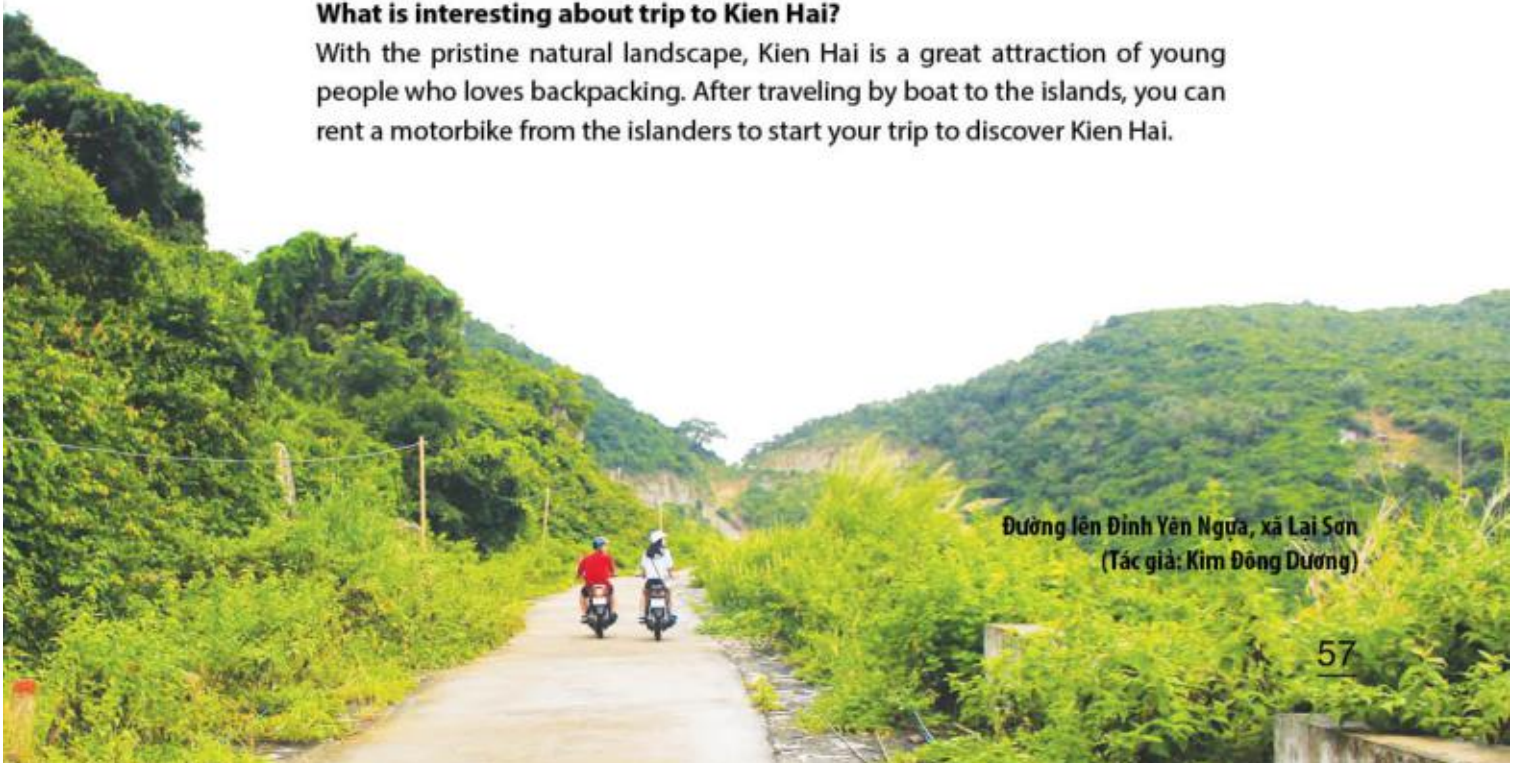 What is interesting about trip to Kien Hai?
With the pristine natural landscape, Kien Hai is a great attraction of young
people who loves backpacking. After traveling by boat to the islands, you can
rent a motorbike from the islanders to start your trip to discover Kien Hai.
Đường lên Đỉnh Yên Ngựa, xã Lại Sơn
(Tác giả: Kim Đông Dương)
57